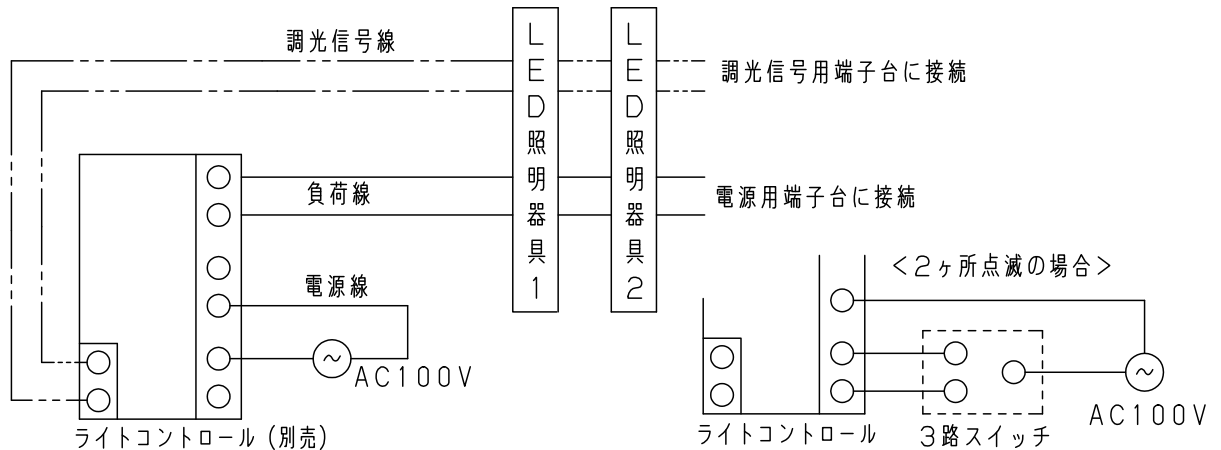 調光信号線
LED照明器具1
LED照明器具2
調光信号用端子台に接続
負荷線
電源用端子台に接続
電源線
AC100V
ライトコントロール(別売)
<2ヶ所点滅の場合>
AC100V
ライトコントロール
3路スイッチ